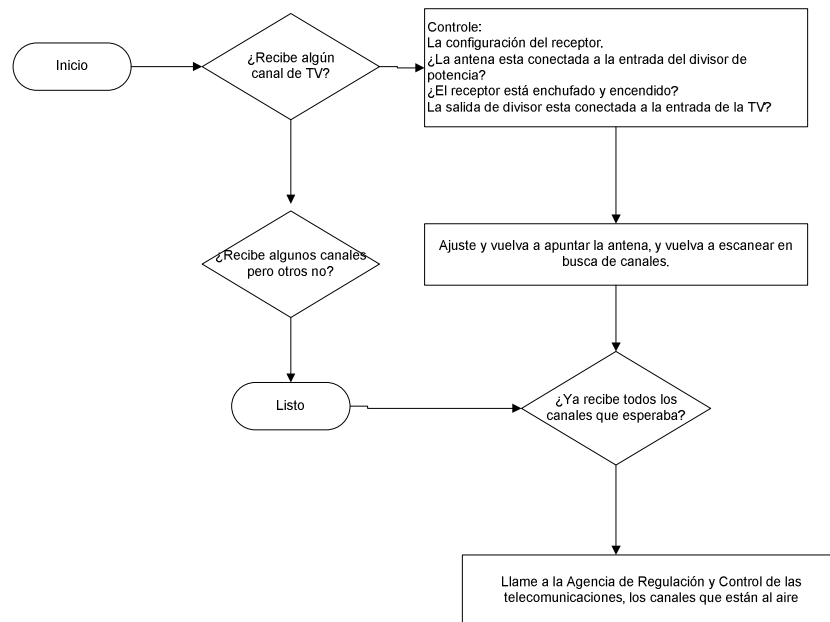 Inicio
¿Recibe algún
canal de TV?
Controle:
La configuración del receptor.
¿La antena esta conectada a la entrada del divisor de
potencia?
¿El receptor está enchufado y encendido?
La salida de divisor esta conectada a la entrada de la TV?
¿Recibe algunos canales
pero otros no?
Ajuste y vuelva a apuntar la antena, y vuelva a escanear en
busca de canales.
Listo
¿Ya recibe todos los
canales que esperaba?
Llame a la Agencia de Regulación y Control de las
telecomunicaciones, los canales que están al aire